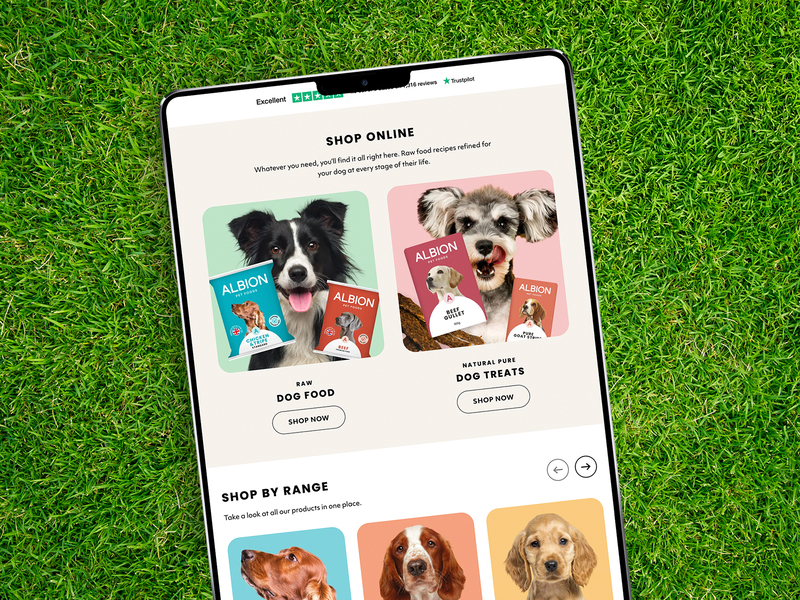 Excellent
316 reviews
Trustpilot
SHOP ONLINE
Whatever you need, you'll find it all right here. Raw food recipes refined for
your dog at every stage of their life.
ALBION
PET FOODS
CHICKEN
& TRIPE
ALBION
PET FOODS
BEEF
ALBION
PET FOODS
BEEF
GULLET
ALBION
PET FOODS
PURE
GOAT
RAW
DOG FOOD
SHOP NOW
NATURAL PURE
DOG TREATS
SHOP NOW
SHOP BY RANGE
Take a look at all our products in one place.